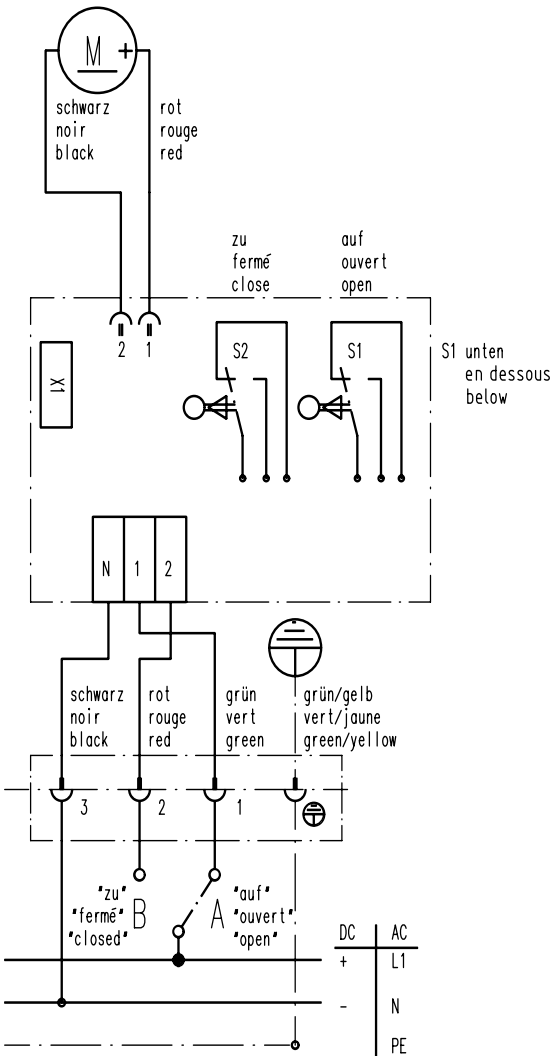 M +
schwarz
noir
black
rot
rouge
red
zu
fermé
close
auf
ouvert
open
2 1
X1
S2
S1
S1 unten
en dessous
below
N 1 2
schwarz
noir
black
rot
rouge
red
grün
vert
green
grün/gelb
vert/jaune
green/yellow
3 2 1
"zu"
"fermé"
"closed"
B
A
"auf"
"ouvert"
"open"
DC AC
+ L1
- N
PE